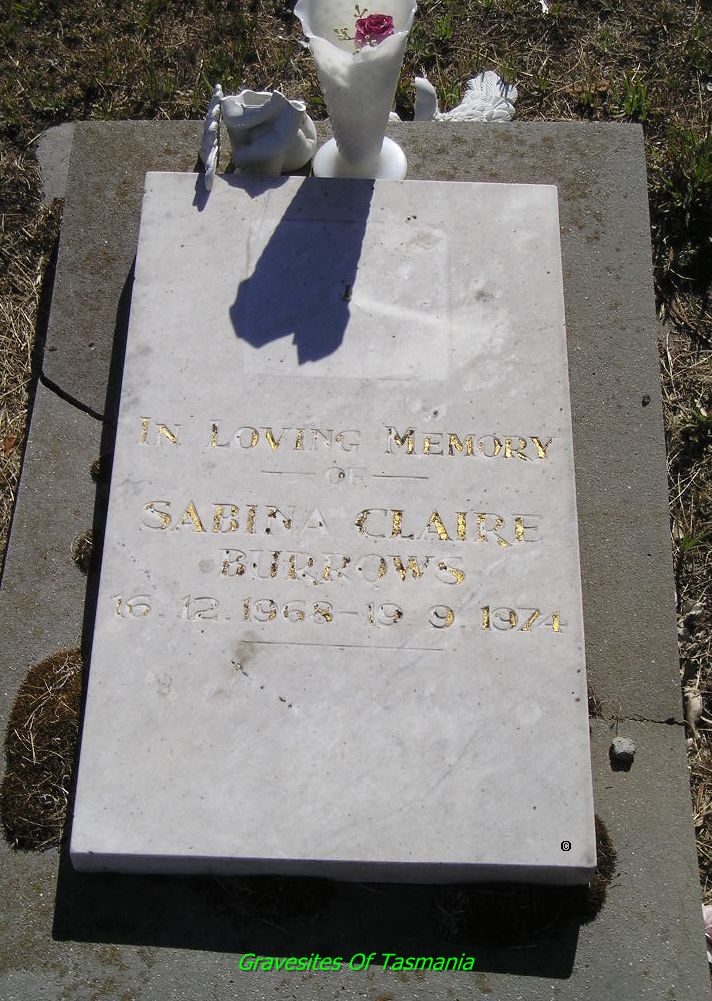 IN LOVING MEMORY
OF
SABINA CLAIRE
BURROWS
16.12.1968-19.9.1974
©
Gravesites Of Tasmania